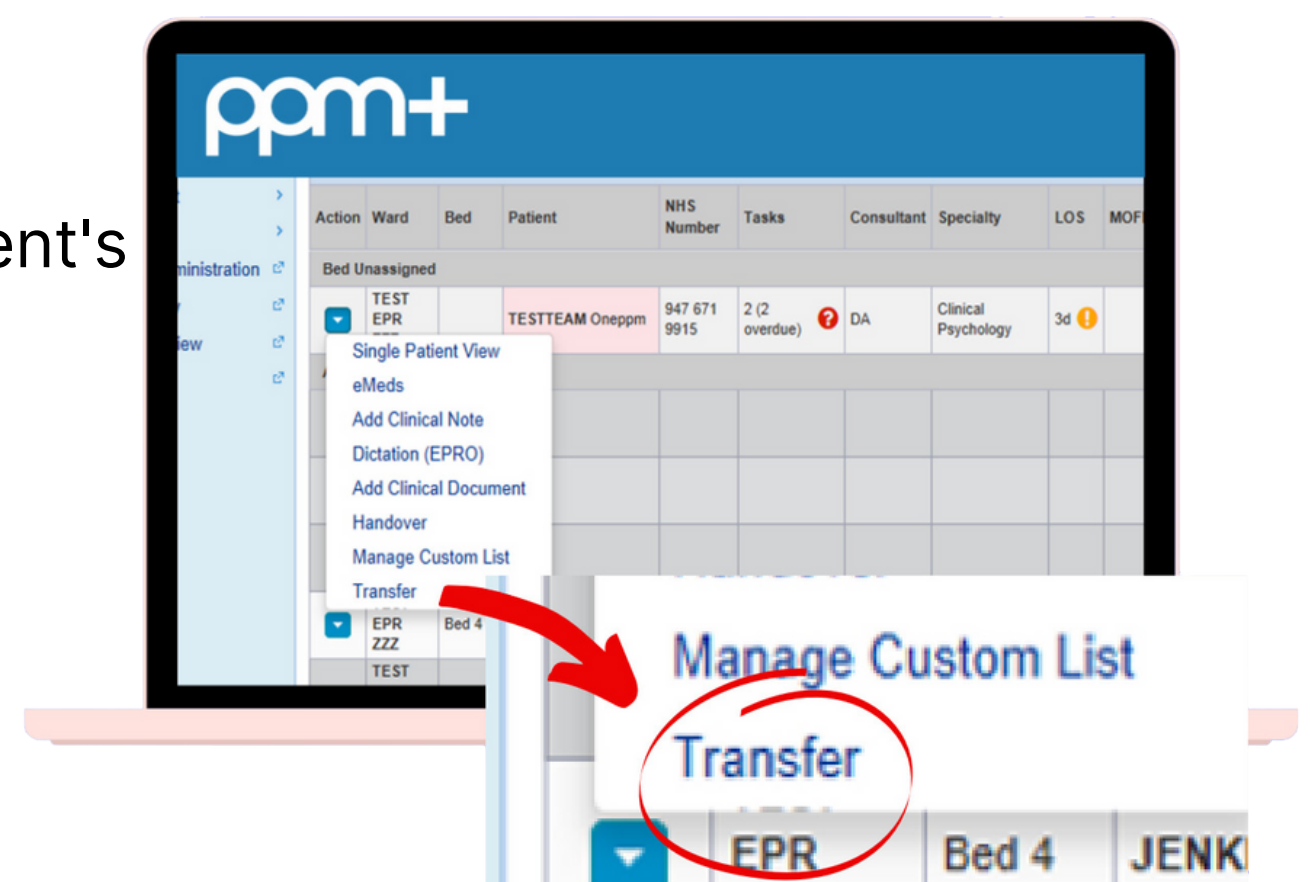 ppm+
ent's
ministration
iew
Action Ward Bed Patient NHS Number Tasks Consultant Specialty LOS MOF
Bed Unassigned
TEST EPR TESTTEAM Oneppm 947 671 9915 2 (2 overdue) DA Clinical Psychology 3d
Single Patient View
eMeds
Add Clinical Note
Dictation (EPRO)
Add Clinical Document
Handover
Manage Custom List
Transfer
EPR ZZZ Bed 4
TEST
Manage Custom List
Transfer
EPR Bed 4 JENK